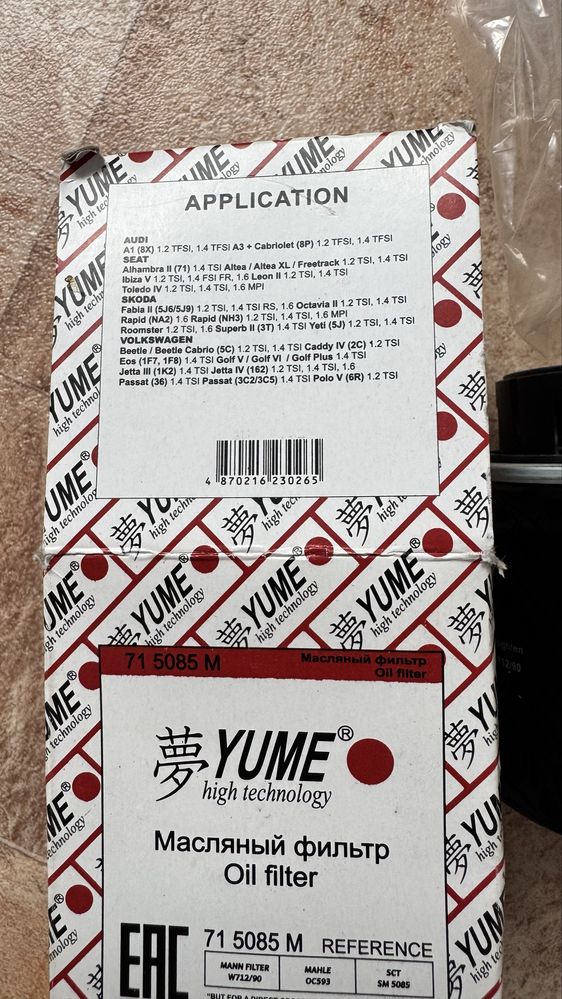 APPLICATION
AUDI
A1 (8X) 1.2 TFSI, 1.4 TFSI A3 + Cabriolet (8P) 1.2 TFSI, 1.4 TFSI
SEAT
Alhambra II (71) 1.4 TSI Altea / Altea XL / Freetrack 1.2 TSI, 1.4 TSI
Ibiza V 1.2 TSI, 1.4 FSI FR, 1.6 Leon II 1.2 TSI, 1.4 TSI
Toledo IV 1.2 TSI, 1.4 TSI, 1.6 MPI
SKODA
Fabia II (5J6/5J9) 1.2 TSI, 1.4 TSI RS, 1.6 Octavia II 1.2 TSI, 1.4 TSI
Rapid (NA2) 1.6 Rapid (NH3) 1.2 TSI, 1.4 TSI, 1.6 MPI
Roomster 1.2 TSI, 1.6 Superb II (3T) 1.4 TSI Yeti (5J) 1.2 TSI, 1.4 TSI
VOLKSWAGEN
Beetle / Beetle Cabrio (5C) 1.2 TSI, 1.4 TSI Caddy IV (2C) 1.2 TSI
Eos (1F7, 1F8) 1.4 TSI Golf V / Golf VI / Golf Plus 1.4 TSI
Jetta III (1K2) 1.4 TSI Jetta IV (162) 1.2 TSI, 1.4 TSI, 1.6
Passat (36) 1.4 TSI Passat (3C2/3C5) 1.4 TSI Polo V (6R) 1.2 TSI
4 870216 230265
71 5085 M Масляный фильтр
Oil filter
夢 YUME®
high technology
Масляный фильтр
Oil filter
EAC 71 5085 M REFERENCE
MANN FILTER MAHLE SCT
W712/90 OC593 SM 5085